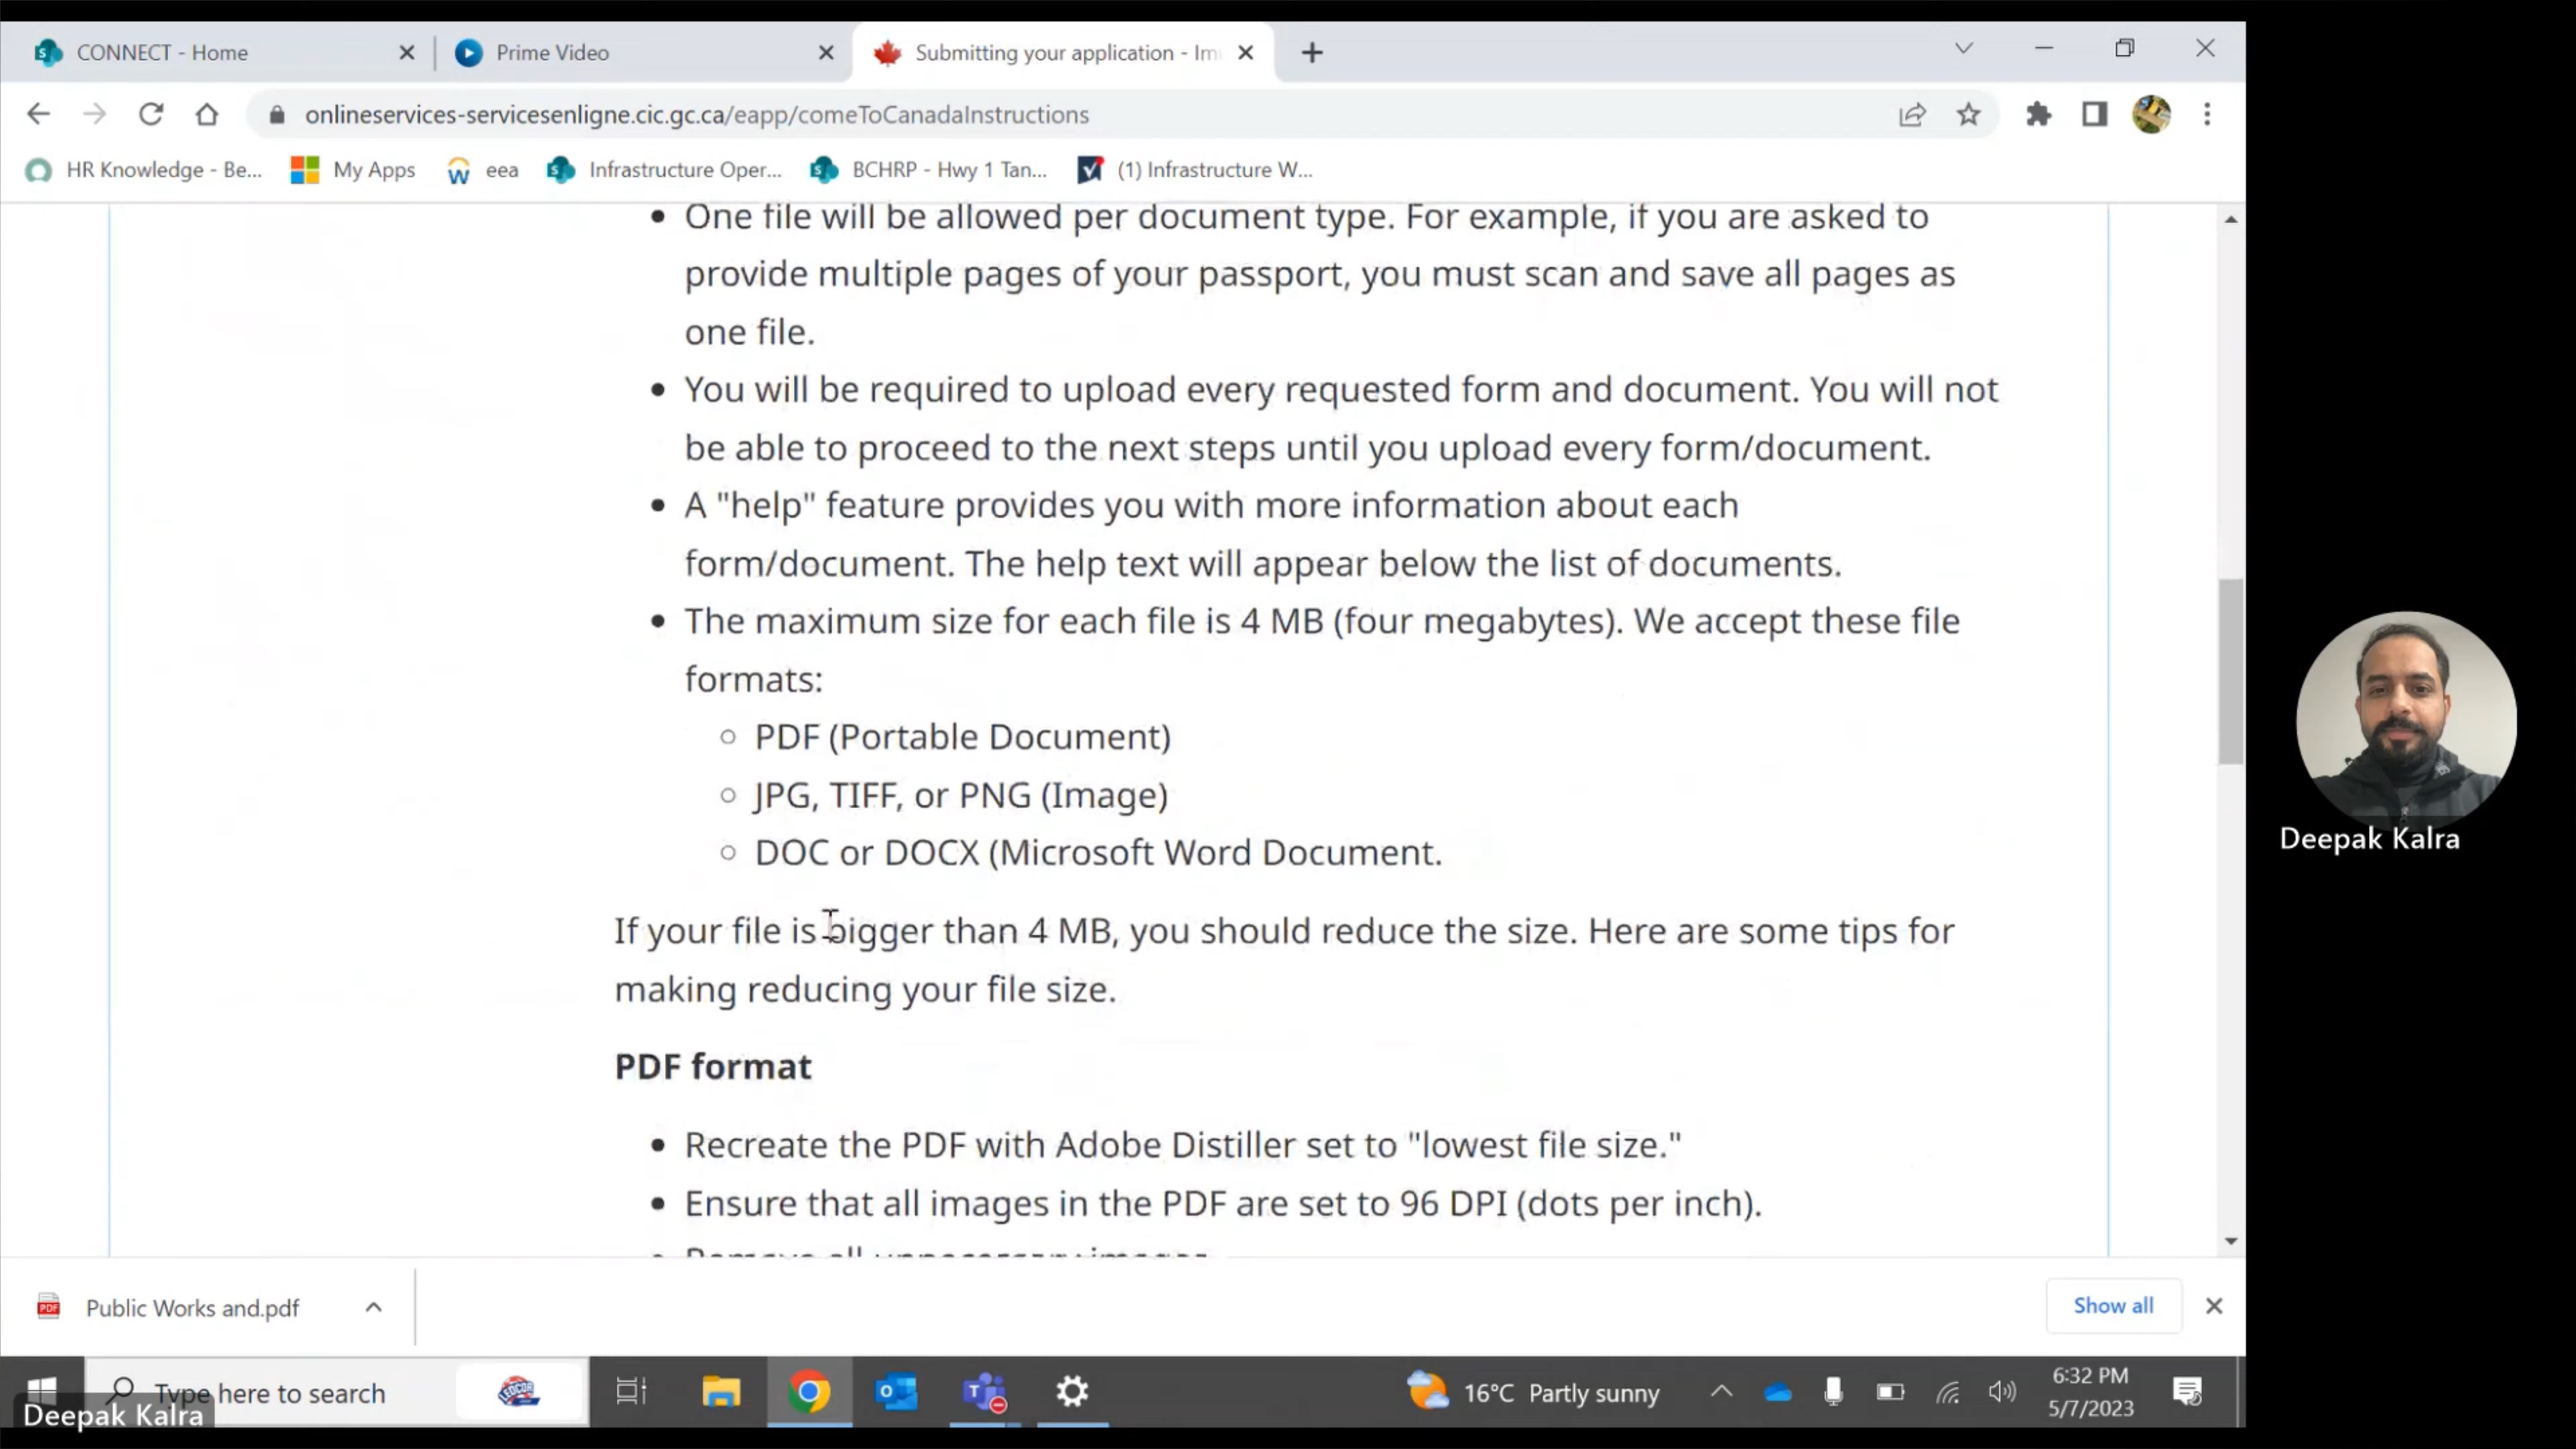 CONNECT - Home
Prime Video
Submitting your application - Im
onlineservices-servicesenligne.cic.gc.ca/eapp/comeToCanadaInstructions
HR Knowledge - Be...
My Apps
eea
Infrastructure Oper...
BCHRP - Hwy 1 Tan...
(1) Infrastructure W...
• One file will be allowed per document type. For example, if you are asked to
provide multiple pages of your passport, you must scan and save all pages as
one file.
• You will be required to upload every requested form and document. You will not
be able to proceed to the next steps until you upload every form/document.
• A "help" feature provides you with more information about each
form/document. The help text will appear below the list of documents.
• The maximum size for each file is 4 MB (four megabytes). We accept these file
formats:
○ PDF (Portable Document)
○ JPG, TIFF, or PNG (Image)
○ DOC or DOCX (Microsoft Word Document.
If your file is bigger than 4 MB, you should reduce the size. Here are some tips for
making reducing your file size.
PDF format
• Recreate the PDF with Adobe Distiller set to "lowest file size."
• Ensure that all images in the PDF are set to 96 DPI (dots per inch).
• Remove all unnecessary images
Deepak Kalra
PDF
Public Works and.pdf
Show all
Type here to search
LEDCOR
16°C Partly sunny
6:32 PM
5/7/2023
Deepak Kalra